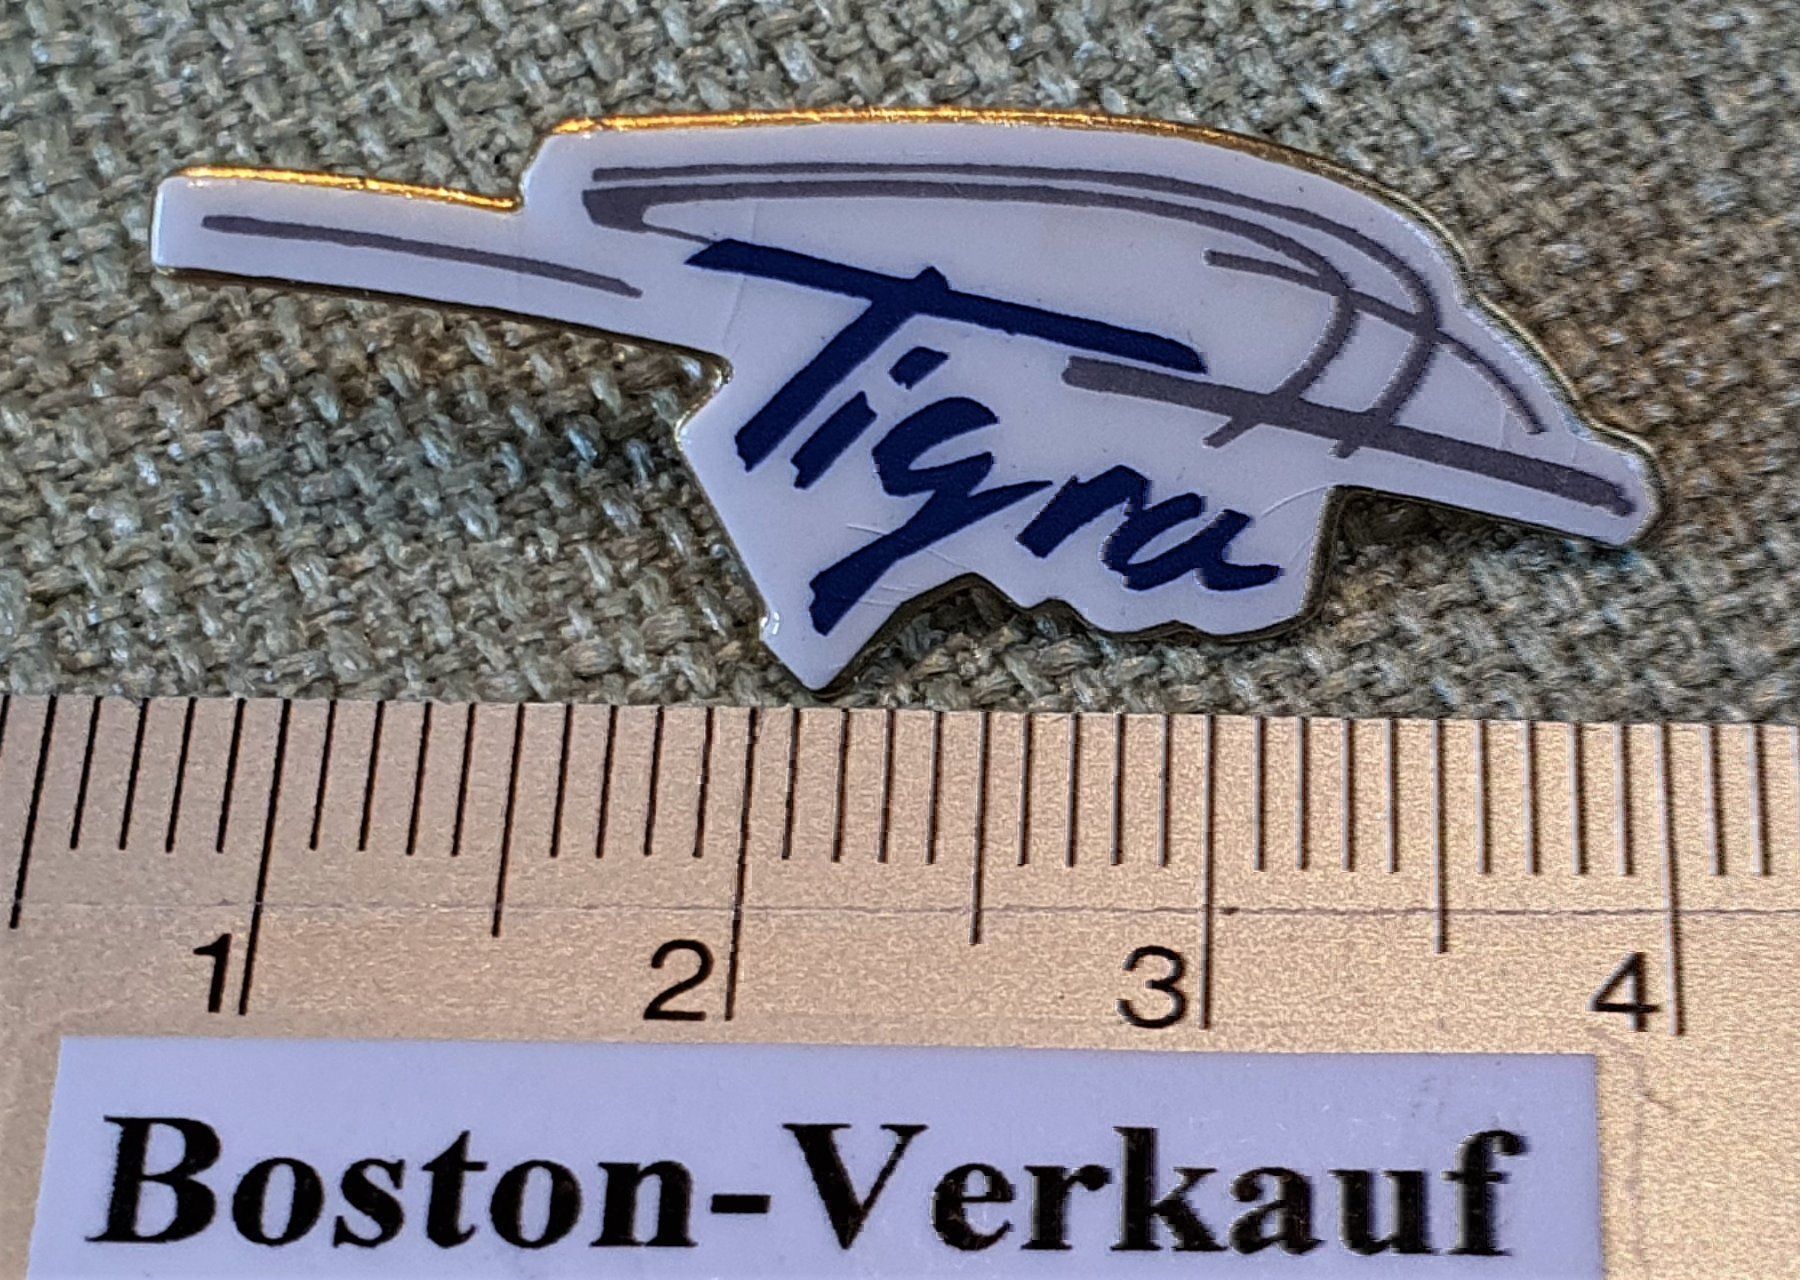 Tigra
1 2 3 4
Boston-Verkauf